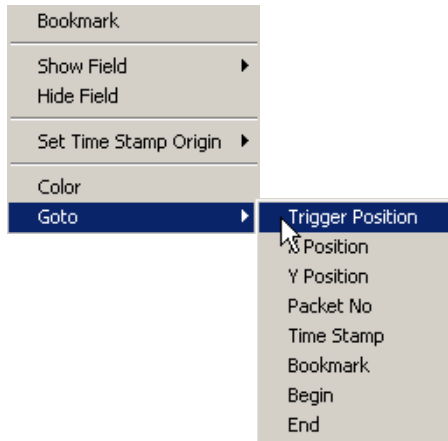 Bookmark
Show Field
Hide Field
Set Time Stamp Origin
Color
Goto
Trigger Position
X Position
Y Position
Packet No
Time Stamp
Bookmark
Begin
End